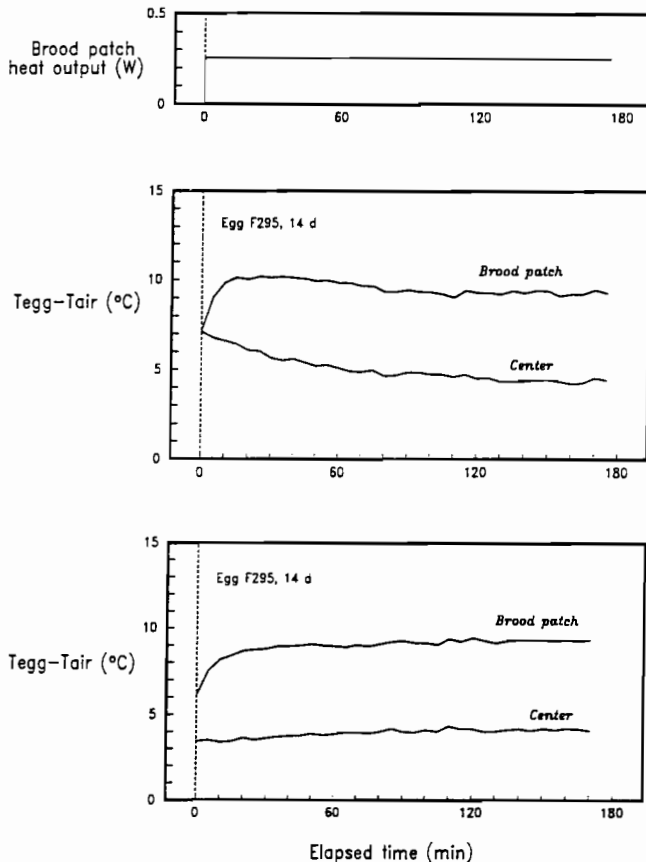 0.5
Brood patch
heat output (W)
0
0 60 120 180
15
Egg F295, 14 d
10
Brood patch
Tegg-Tair (°C)
5
Center
0
0 60 120 180
15
Egg F295, 14 d
10
Brood patch
Tegg-Tair (°C)
5
Center
0
0 60 120 180
Elapsed time (min)